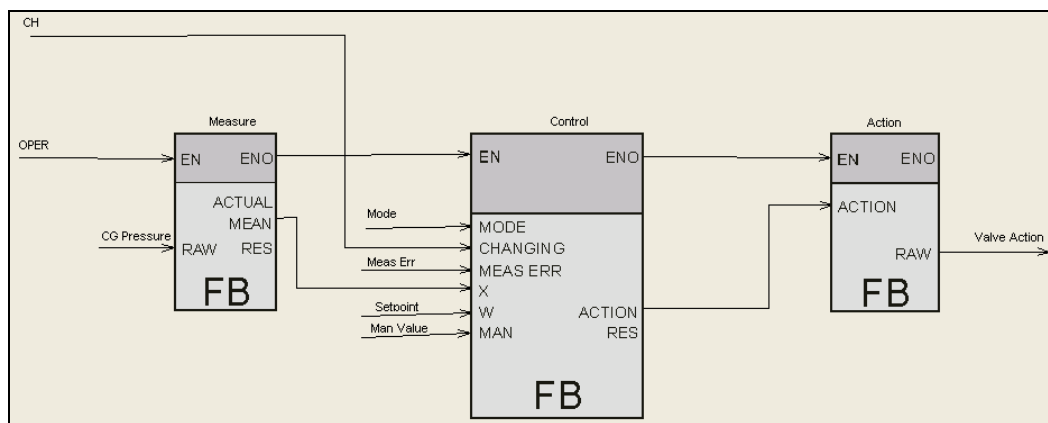 CH
Measure
Control
Action
OPER
EN ENO
EN ENO
EN ENO
ACTUAL
MEAN
CG Pressure
RAW RES
FB
Mode
MODE
CHANGING
Meas Err
MEAS ERR
X
Setpoint
W ACTION
Man Value
MAN RES
FB
ACTION
Valve Action
RAW
FB